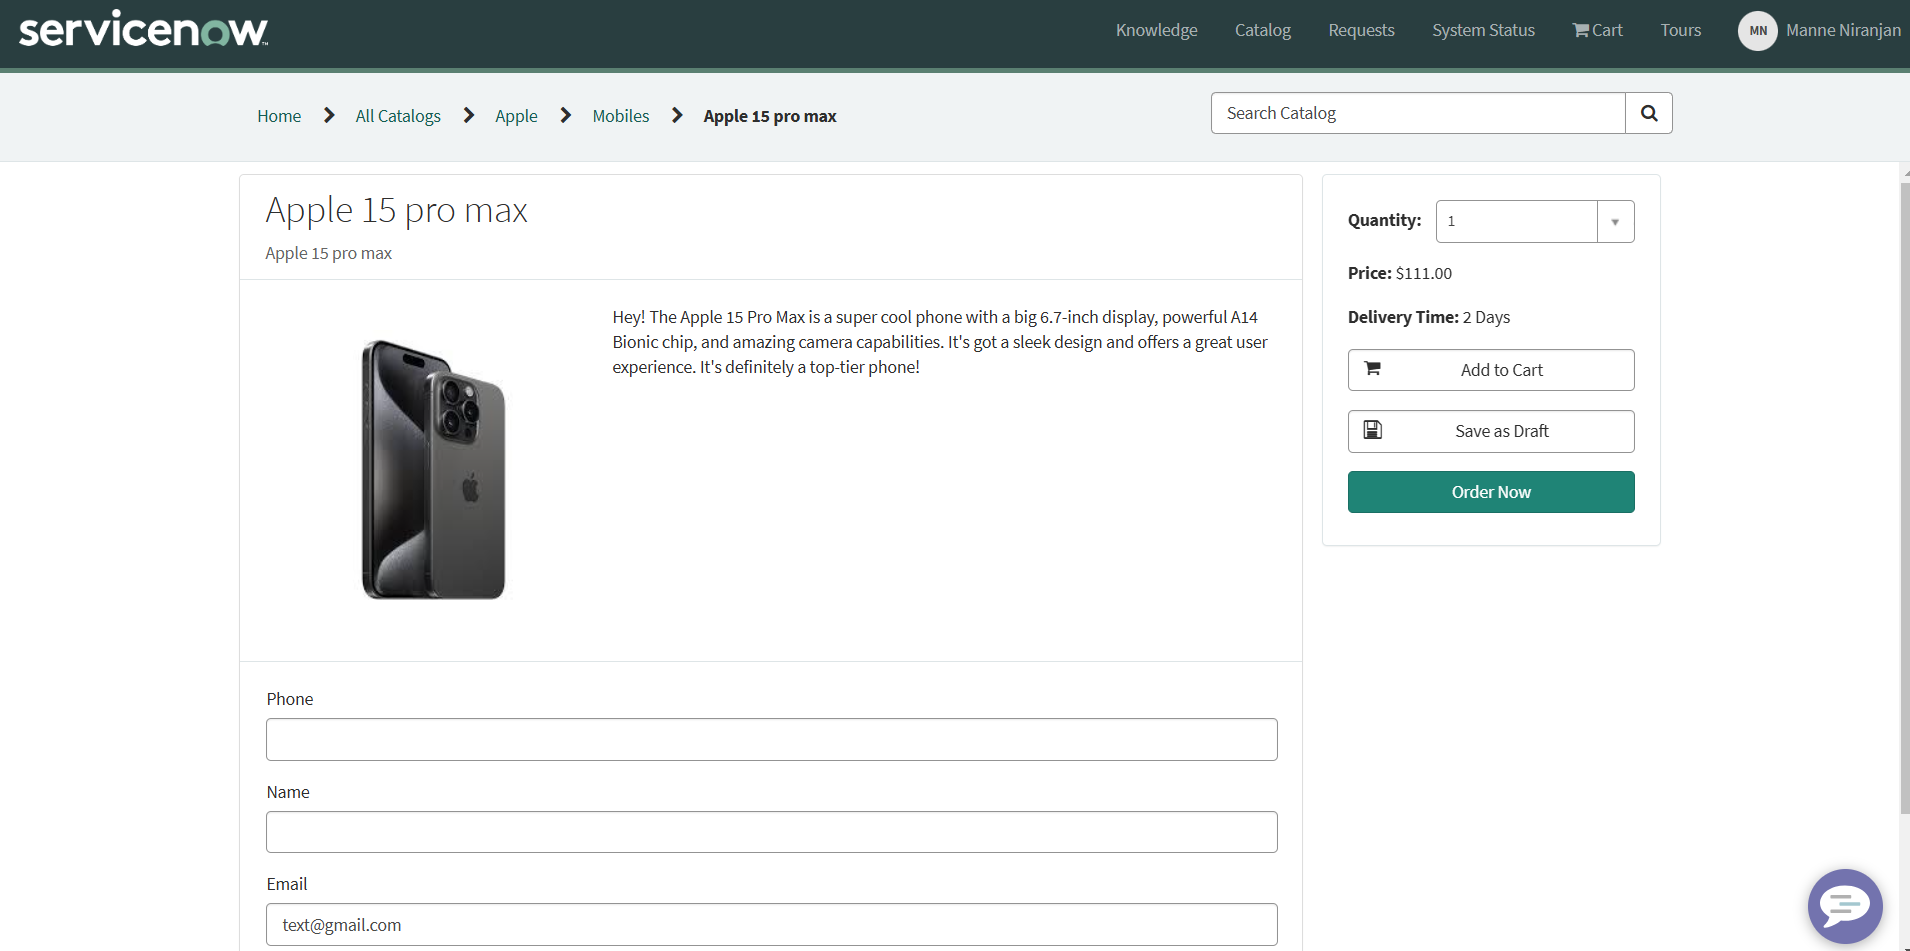 servicenow™
Knowledge Catalog Requests System Status Cart Tours MN Manne Niranjan
Home All Catalogs Apple Mobiles Apple 15 pro max
Search Catalog
Apple 15 pro max
Apple 15 pro max
Hey! The Apple 15 Pro Max is a super cool phone with a big 6.7-inch display, powerful A14
Bionic chip, and amazing camera capabilities. It's got a sleek design and offers a great user
experience. It's definitely a top-tier phone!
Quantity: 1
Price: $111.00
Delivery Time: 2 Days
Add to Cart
Save as Draft
Order Now
Phone
Name
Email
text@gmail.com